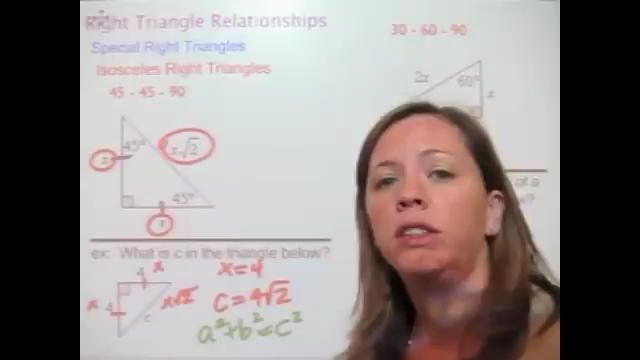 Right Triangle Relationships
Special Right Triangles
Isosceles Right Triangles
45 - 45 - 90
45°
x
x√2
45°
x
ex: What is c in the triangle below?
4 x
x 4
x√2
c
x = 4
c = 4√2
a² + b² = c²
30 - 60 - 90
2x
60°
x
of a